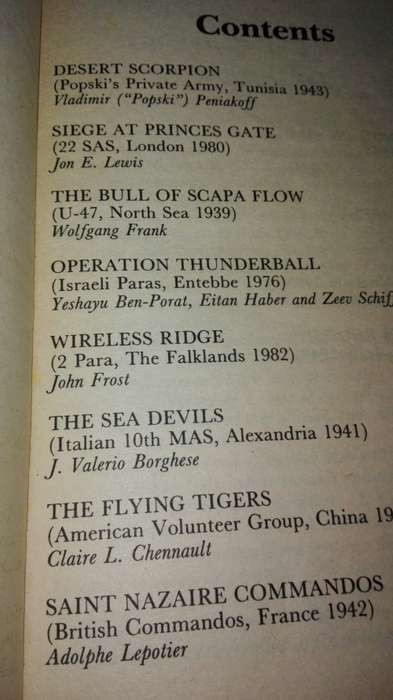 Contents
DESERT SCORPION
(Popski's Private Army, Tunisia 1943)
Vladimir ("Popski") Peniakoff
SIEGE AT PRINCES GATE
(22 SAS, London 1980)
Jon E. Lewis
THE BULL OF SCAPA FLOW
(U-47, North Sea 1939)
Wolfgang Frank
OPERATION THUNDERBALL
(Israeli Paras, Entebbe 1976)
Yeshayu Ben-Porat, Eitan Haber and Zeev
WIRELESS RIDGE
(2 Para, The Falklands 1982)
John Frost
THE SEA DEVILS
(Italian 10th MAS, Alexandria 1941)
J. Valerio Borghese
THE FLYING TIGERS
(American Volunteer Group, China
Claire L. Chennault
SAINT NAZAIRE COMMANDOS
(British Commandos, France 1942)
Adolphe Lepotier